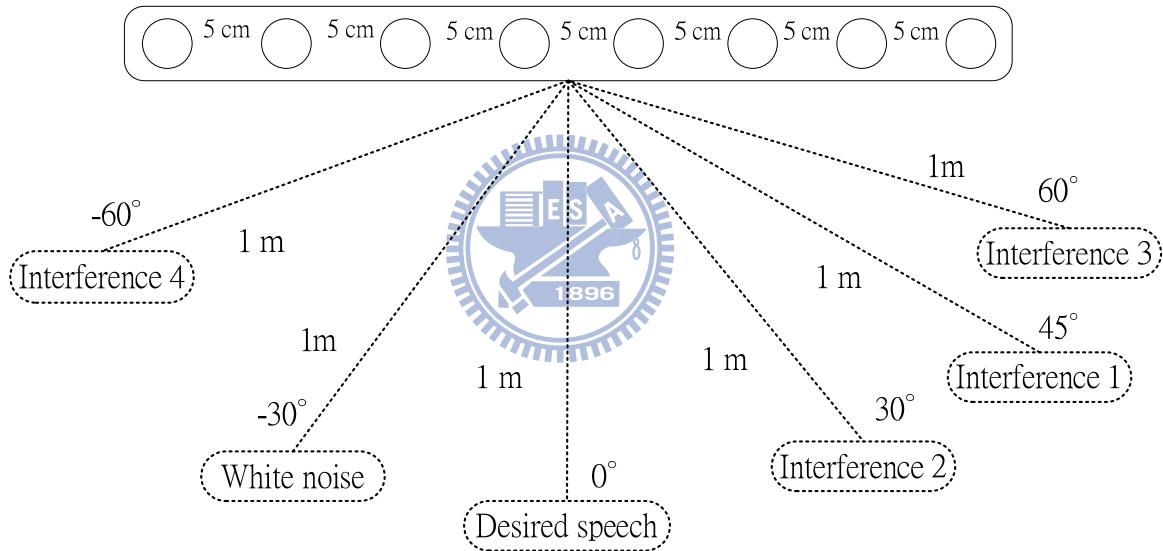 5 cm 5 cm 5 cm 5 cm 5 cm 5 cm 5 cm
E S A
8
1896
-60°
1 m
Interference 4
1m
-30°
White noise
1 m
0°
Desired speech
1 m
30°
Interference 2
1 m
45°
Interference 1
1m
60°
Interference 3